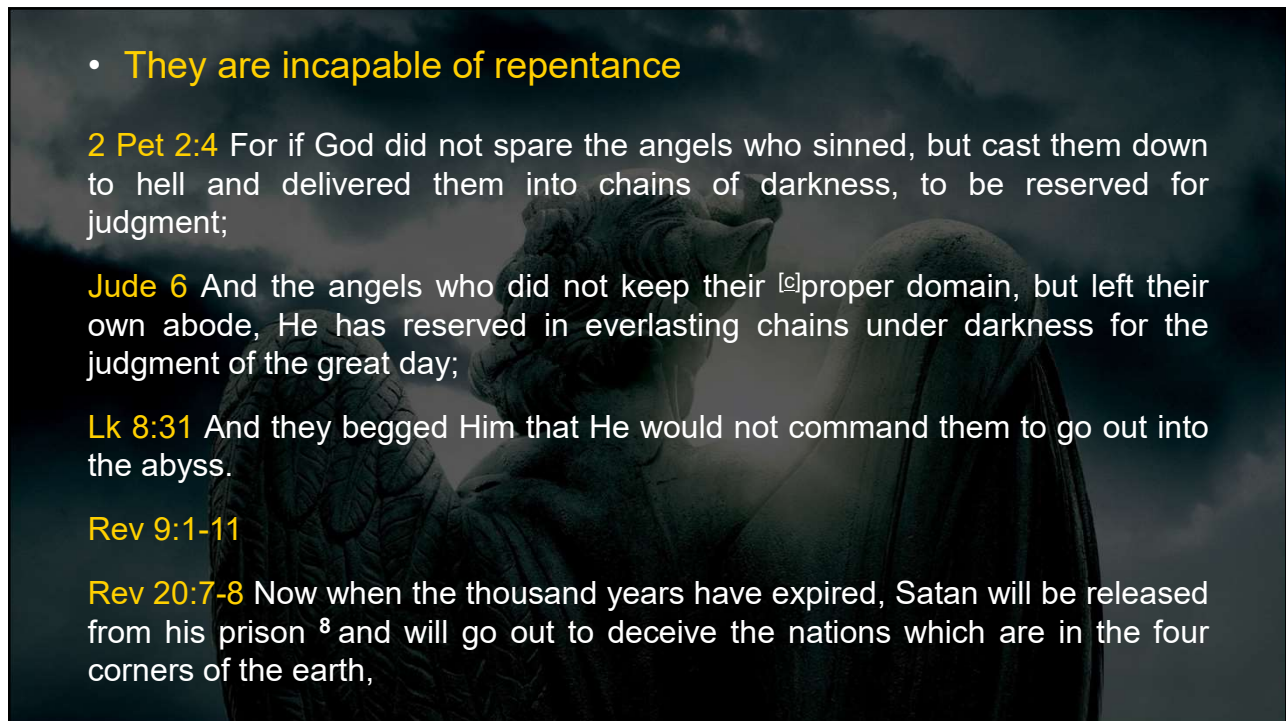 • They are incapable of repentance
2 Pet 2:4 For if God did not spare the angels who sinned, but cast them down
to hell and delivered them into chains of darkness, to be reserved for
judgment;
Jude 6 And the angels who did not keep their [c]proper domain, but left their
own abode, He has reserved in everlasting chains under darkness for the
judgment of the great day;
Lk 8:31 And they begged Him that He would not command them to go out into
the abyss.
Rev 9:1-11
Rev 20:7-8 Now when the thousand years have expired, Satan will be released
from his prison 8 and will go out to deceive the nations which are in the four
corners of the earth,